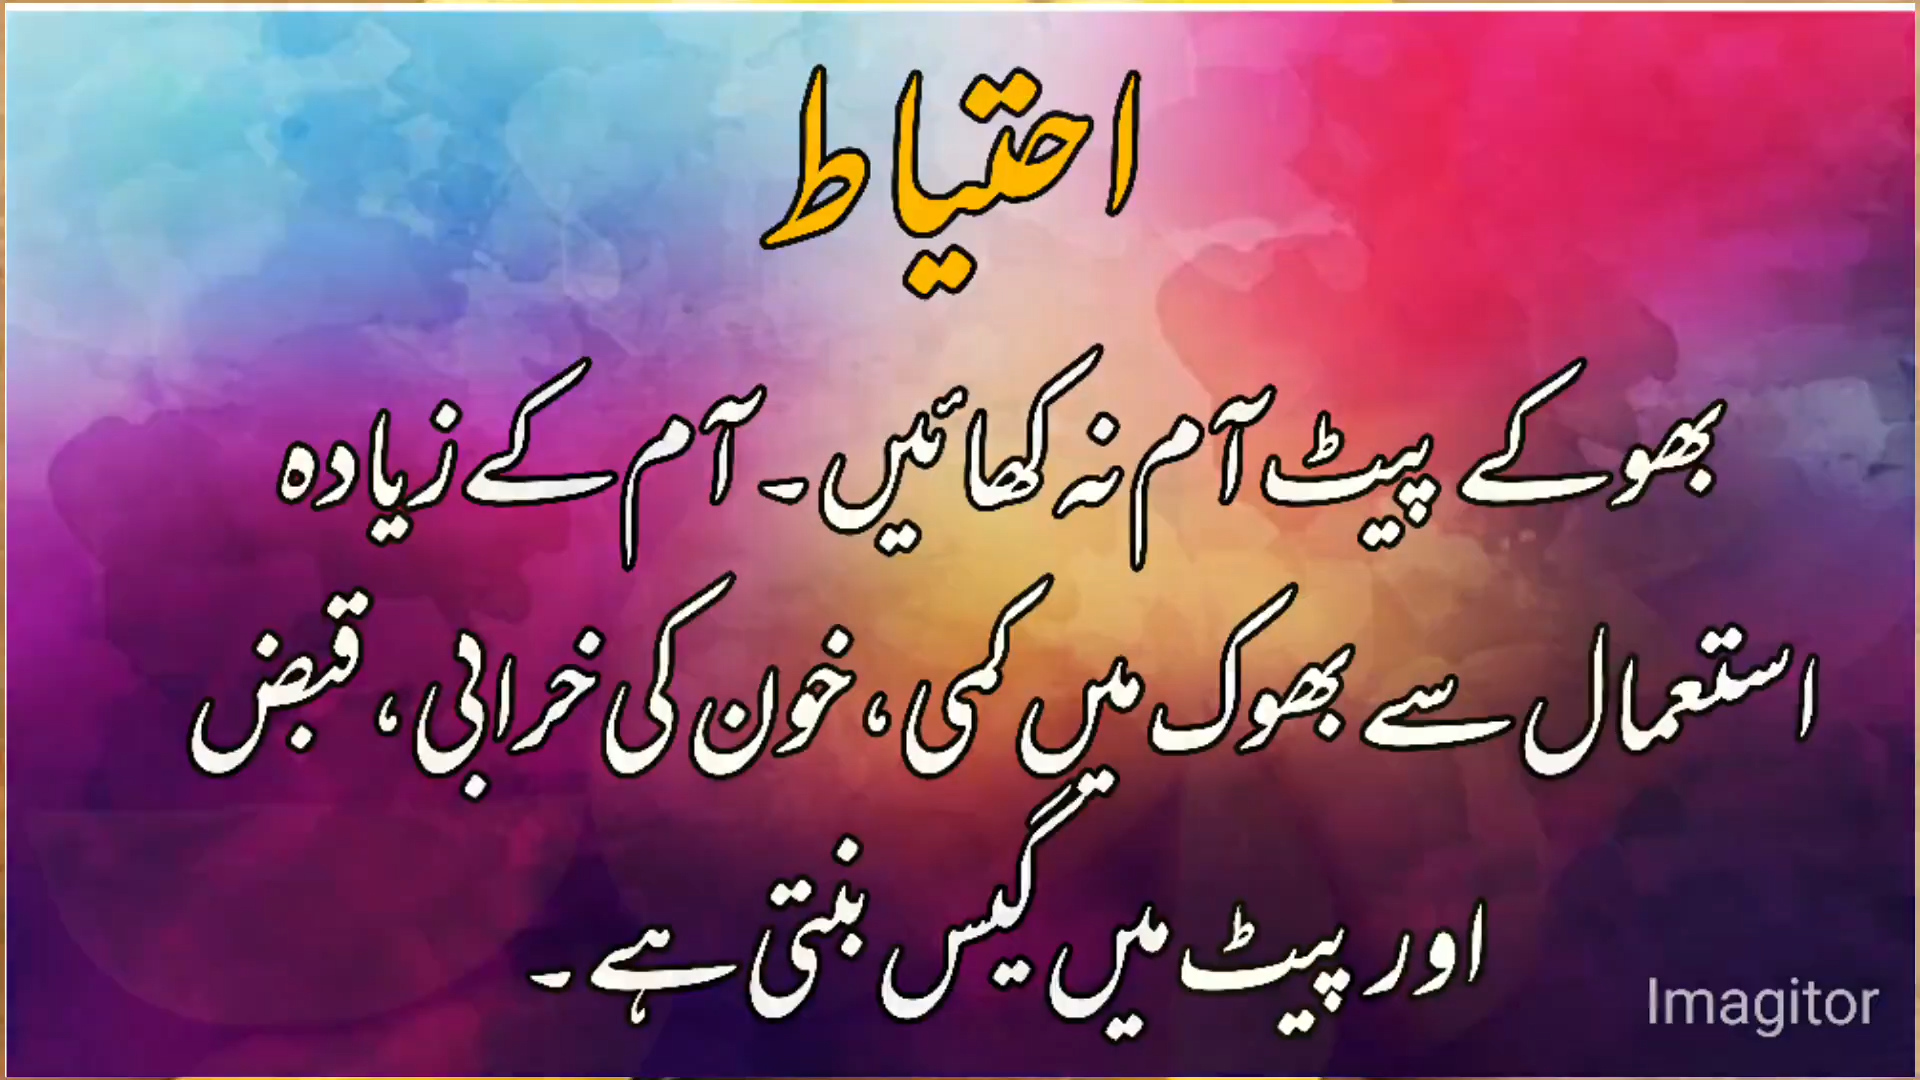 احتیاط
بھوکے پیٹ آم نہ کھائیں۔ آم کے زیادہ
استعمال سے بھوک میں کمی، خون کی خرابی، قبض
اور پیٹ میں گیس بنتی ہے۔
Imagitor